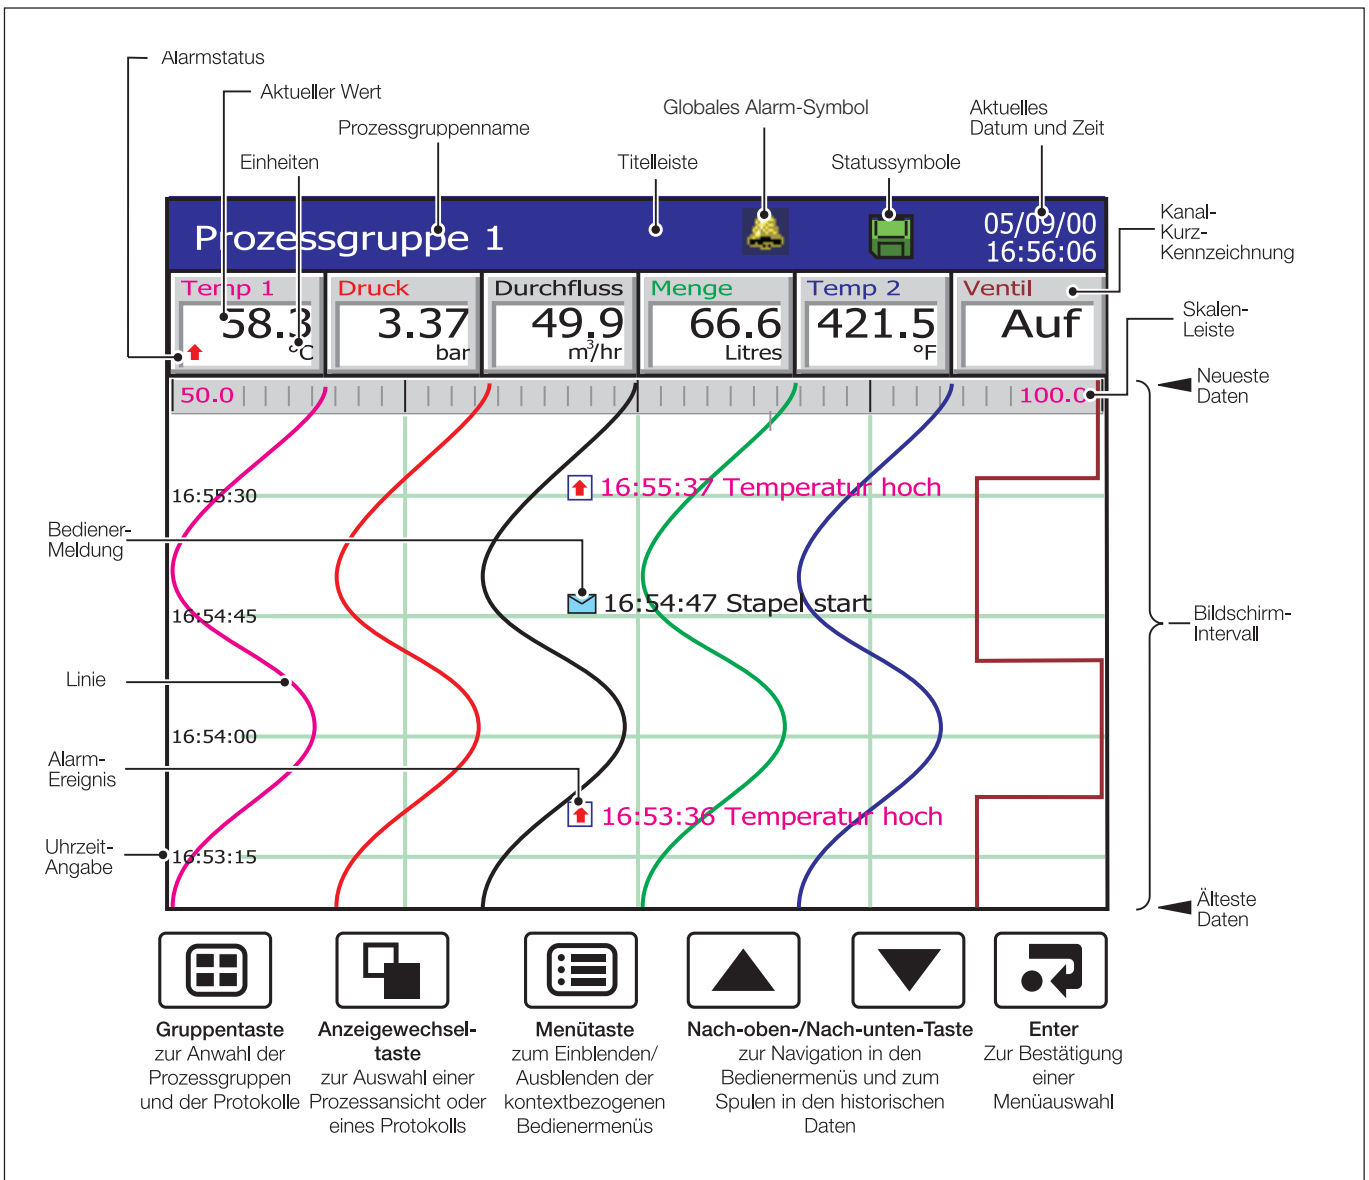 Alarmstatus
Aktueller Wert
Prozessgruppenname
Einheiten
Titelleiste
Globales Alarm-Symbol
Statussymbole
Aktuelles
Datum und Zeit
Kanal-
Kurz-
Kennzeichnung
Skalen-
Leiste
Prozessgruppe 1
05/09/00
16:56:06
Temp 1
58.3
°C
Druck
3.37
bar
Durchfluss
49.9
m³/hr
Menge
66.6
Litres
Temp 2
421.5
°F
Ventil
Auf
50.0
100.0
Neueste
Daten
16:55:30
16:55:37 Temperatur hoch
Bediener-
Meldung
16:54:47 Stapel start
16:54:45
Bildschirm-
Intervall
Linie
16:54:00
Alarm-
Ereignis
16:53:36 Temperatur hoch
Uhrzeit-
Angabe
16:53:15
Älteste
Daten
Gruppentaste
zur Anwahl der
Prozessgruppen
und der Protokolle
Anzeigewechsel-
taste
zur Auswahl einer
Prozessansicht oder
eines Protokolls
Menütaste
zum Einblenden/
Ausblenden der
kontextbezogenen
Bedienermenüs
Nach-oben-/Nach-unten-Taste
zur Navigation in den
Bedienermenüs und zum
Spulen in den historischen
Daten
Enter
Zur Bestätigung
einer
Menüauswahl